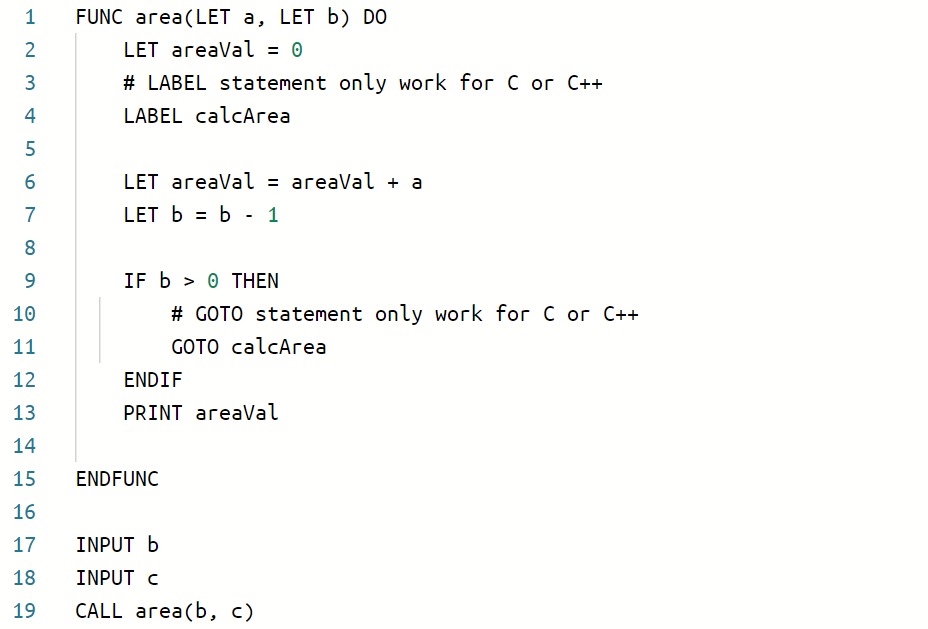 1 FUNC area(LET a, LET b) DO
2 LET areaVal = 0
3 # LABEL statement only work for C or C++
4 LABEL calcArea
5
6 LET areaVal = areaVal + a
7 LET b = b - 1
8
9 IF b > 0 THEN
10 # GOTO statement only work for C or C++
11 GOTO calcArea
12 ENDIF
13 PRINT areaVal
14
15 ENDFUNC
16
17 INPUT b
18 INPUT c
19 CALL area(b, c)